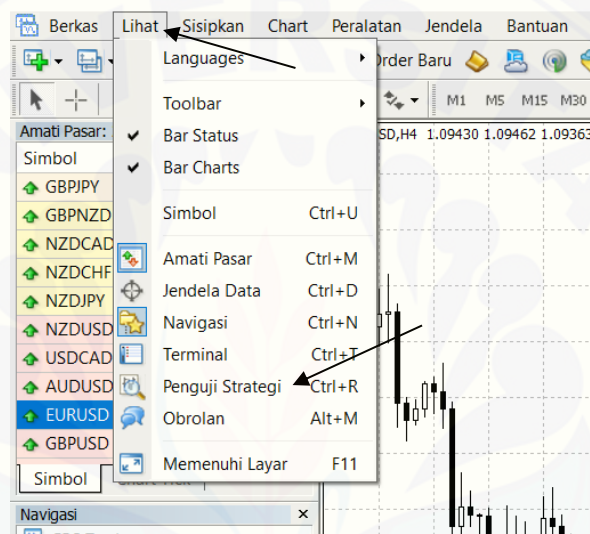 Berkas Lihat Sisipkan Chart Peralatan Jendela Bantuan
Languages
Order Baru
Toolbar
M1 M5 M15 M30
Amati Pasar:
Bar Status
SD,H4 1.09430 1.09462 1.09363
Simbol
Bar Charts
GBPJPY
GBPNZD
Simbol Ctrl+U
NZDCAD
Amati Pasar Ctrl+M
NZDCHF
Jendela Data Ctrl+D
NZDJPY
Navigasi Ctrl+N
NZDUSD
Terminal Ctrl+T
USDCAD
Penguji Strategi Ctrl+R
AUDUSD
Obrolan Alt+M
EURUSD
GBPUSD
Memenuhi Layar F11
Simbol
Navigasi